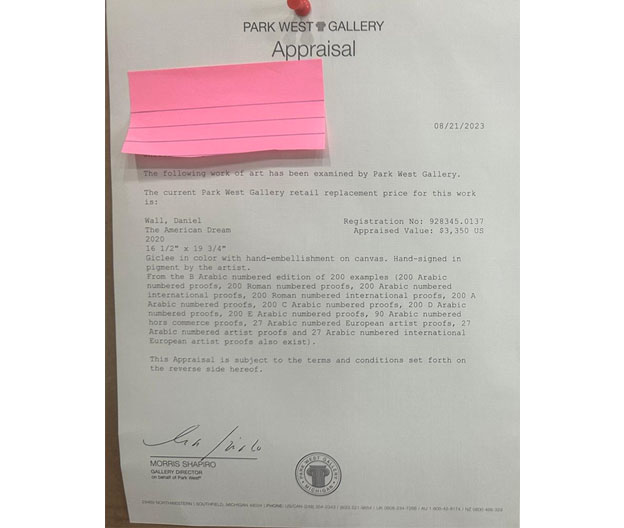 PARK WEST GALLERY
Appraisal
08/21/2023
The following work of art has been examined by Park West Gallery.
The current Park West Gallery retail replacement price for this work
is:
Wall, Daniel Registration No: 928345.0137
The American Dream Appraised Value: $3,350 US
2020
16 1/2" x 19 3/4"
Giclee in color with hand-embellishment on canvas. Hand-signed in
pigment by the artist.
From the B Arabic numbered edition of 200 examples (200 Arabic
numbered proofs, 200 Roman numbered proofs, 200 Arabic numbered
international proofs, 200 Roman numbered international proofs, 200 A
Arabic numbered proofs, 200 C Arabic numbered proofs, 200 D Arabic
numbered proofs, 200 E Arabic numbered proofs, 90 Arabic numbered
hors commerce proofs, 27 Arabic numbered European artist proofs, 27
Arabic numbered artist proofs and 27 Arabic numbered international
European artist proofs also exist).
This Appraisal is subject to the terms and conditions set forth on
the reverse side hereof.
MORRIS SHAPIRO
GALLERY DIRECTOR
on behalf of Park West®
PARK WEST GALLERY
MICHIGAN
NORTHWESTERN | SOUTHFIELD, MICHIGAN